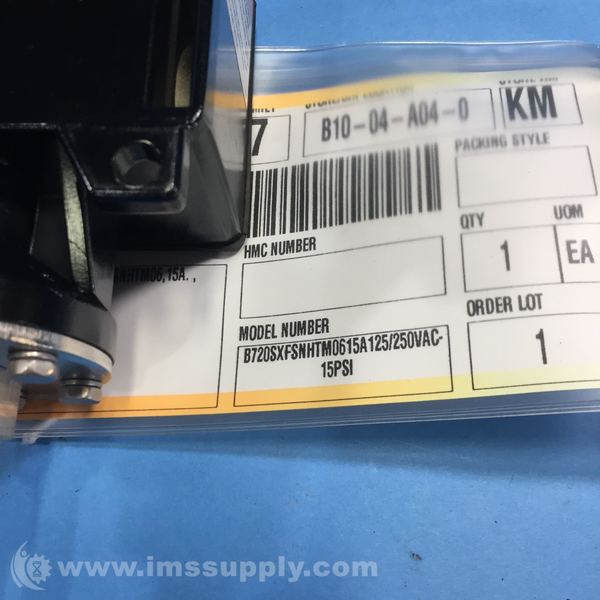 KM
7
B10-04-A04-0
PACKING STYLE
QTY
UOM
HMC NUMBER
1
EA
NHTM06,15A.,
ORDER LOT
MODEL NUMBER
B720SXFSNHTM0615A125/250VAC-
15PSI
1
www.imssupply.com